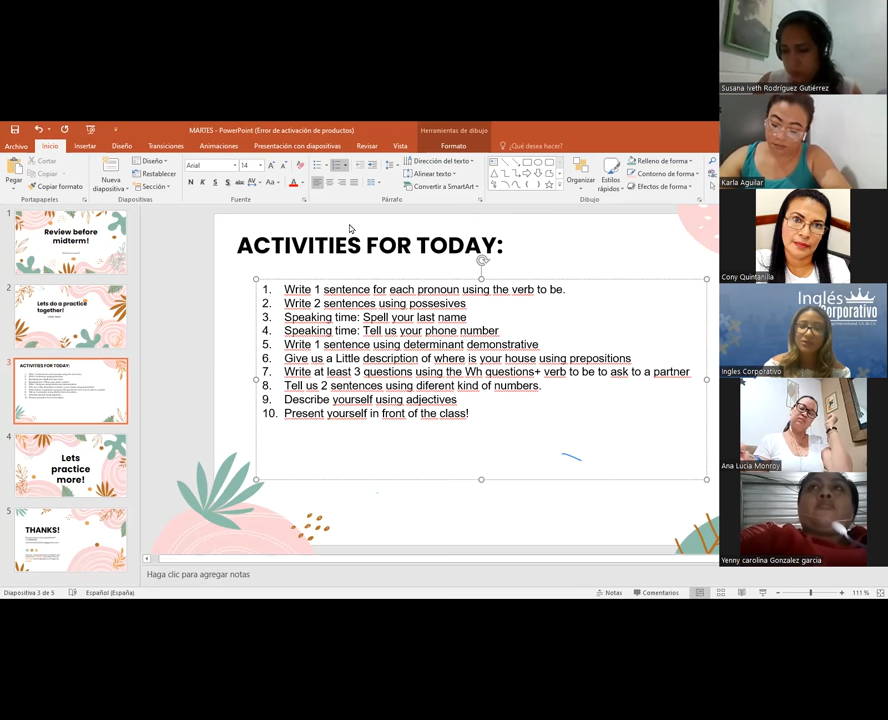 MARTES - PowerPoint (Error de activación de productos)
Herramientas de dibujo
Archivo
Inicio
Insertar
Diseño
Transiciones
Animaciones
Presentación con diapositivas
Revisar
Vista
Formato
¿Qué desea hacer?
Pegar
Cortar
Copiar
Copiar formato
Portapapeles
Nueva
diapositiva
Diseño
Restablecer
Sección
Diapositivas
Arial
14
N K S S abc AV Aa A
Fuente
Dirección del texto
Alinear texto
Convertir a SmartArt
Párrafo
Organizar
Estilos
rápidos
Relleno de forma
Contorno de forma
Efectos de forma
Dibujo
1
Review before
midterm!
2
Lets do a practice
together!
3
ACTIVITIES FOR TODAY:
4
Lets
practice
more!
5
THANKS!
ACTIVITIES FOR TODAY:
1. Write 1 sentence for each pronoun using the verb to be.
2. Write 2 sentences using possesives
3. Speaking time: Spell your last name
4. Speaking time: Tell us your phone number
5. Write 1 sentence using determinant demonstrative
6. Give us a Little description of where is your house using prepositions
7. Write at least 3 questions using the Wh questions+ verb to be to ask to a partner
8. Tell us 2 sentences using diferent kind of numbers.
9. Describe yourself using adjectives
10. Present yourself in front of the class!
Haga clic para agregar notas
Diapositiva 3 de 5
Español (España)
Notas
Comentarios
111 %
Susana Iveth Rodríguez Gutiérrez
Karla Aguilar
Cony Quintanilla
Inglés
Corporativo
Ingles Corporativo
Ana Lucia Monroy
Yenny carolina Gonzalez garcia